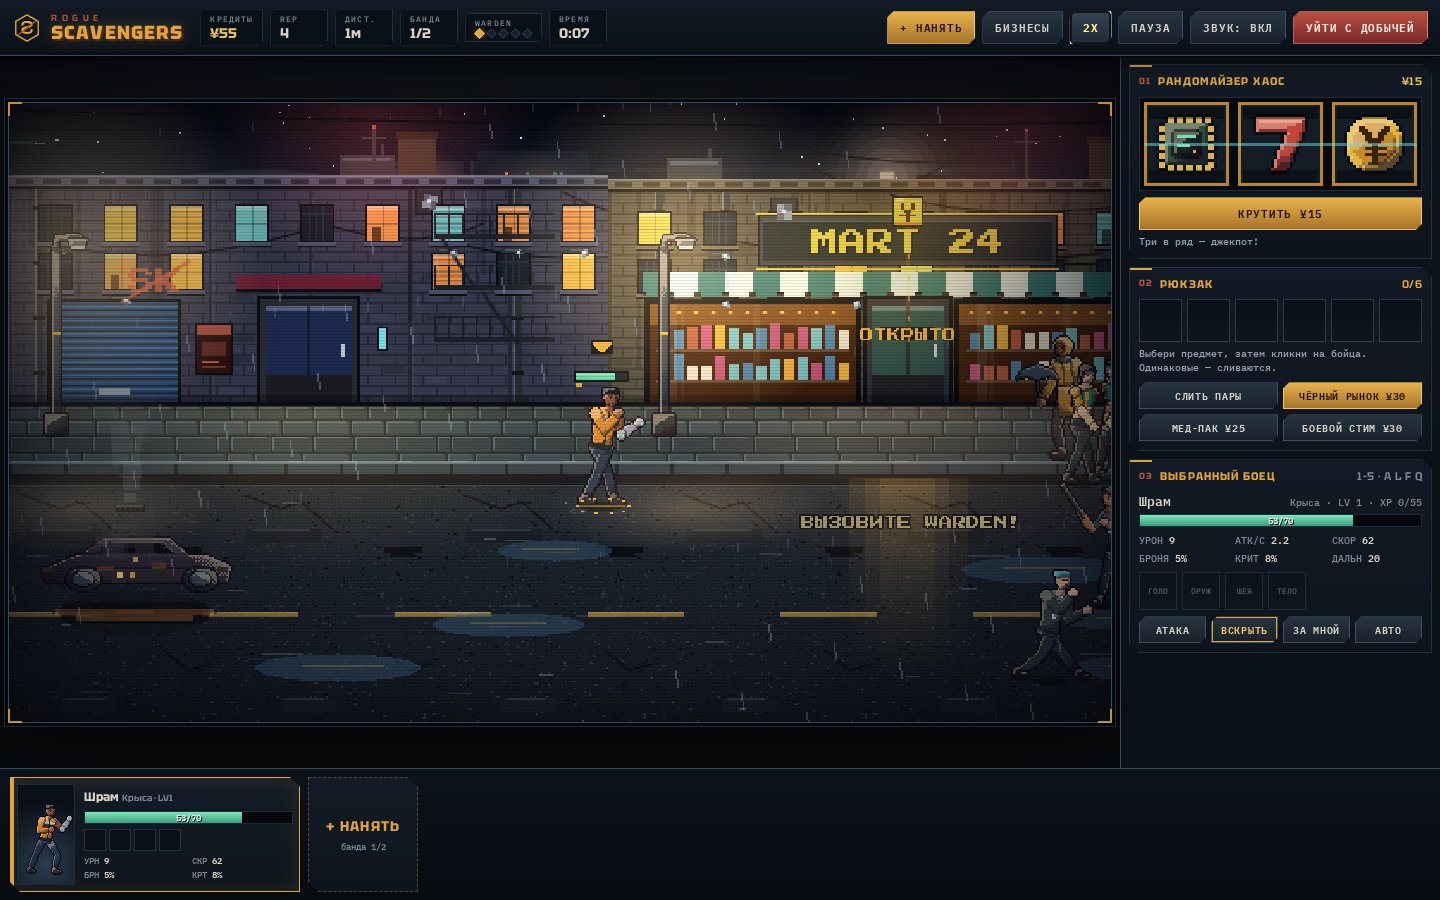 ROGUE
SCAVENGERS
КРЕДИТЫ
¥55
REP
4
ДИСТ.
1м
БАНДА
1/2
WARDEN
ВРЕМЯ
0:07
+ НАНЯТЬ
БИЗНЕСЫ
2X
ПАУЗА
ЗВУК: ВКЛ
УЙТИ С ДОБЫЧЕЙ
SK
MART 24
ОТКРЫТО
ВЫЗОВИТЕ WARDEN!
01 РАНДОМАЙЗЕР ХАОС ¥15
7
¥
КРУТИТЬ ¥15
Три в ряд — джекпот!
02 РЮКЗАК 0/6
Выбери предмет, затем кликни на бойца.
Одинаковые — сливаются.
СЛИТЬ ПАРЫ
ЧЁРНЫЙ РЫНОК ¥30
МЕД-ПАК ¥25
БОЕВОЙ СТИМ ¥30
03 ВЫБРАННЫЙ БОЕЦ 1-5·A L F Q
Шрам Крыса · LV 1 · XP 0/55
53/70
УРОН 9 АТК/С 2.2 СКОР 62
БРОНЯ 5% КРИТ 8% ДАЛЬН 20
ГОЛО ОРУЖ ШЕЯ ТЕЛО
АТАКА ВСКРЫТЬ ЗА МНОЙ АВТО
Шрам Крыса·LV1
53/70
УРН 9 СКР 62
БРН 5% КРТ 8%
+ НАНЯТЬ
банда 1/2